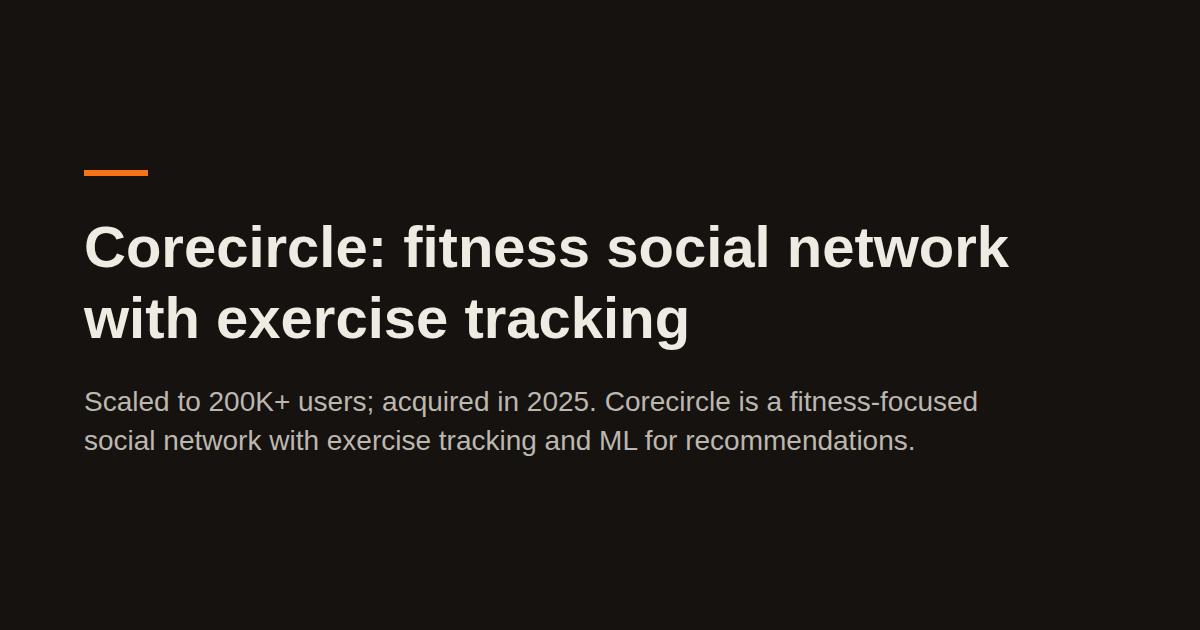 Corecircle: fitness social network
with exercise tracking
Scaled to 200K+ users; acquired in 2025. Corecircle is a fitness-focused
social network with exercise tracking and ML for recommendations.